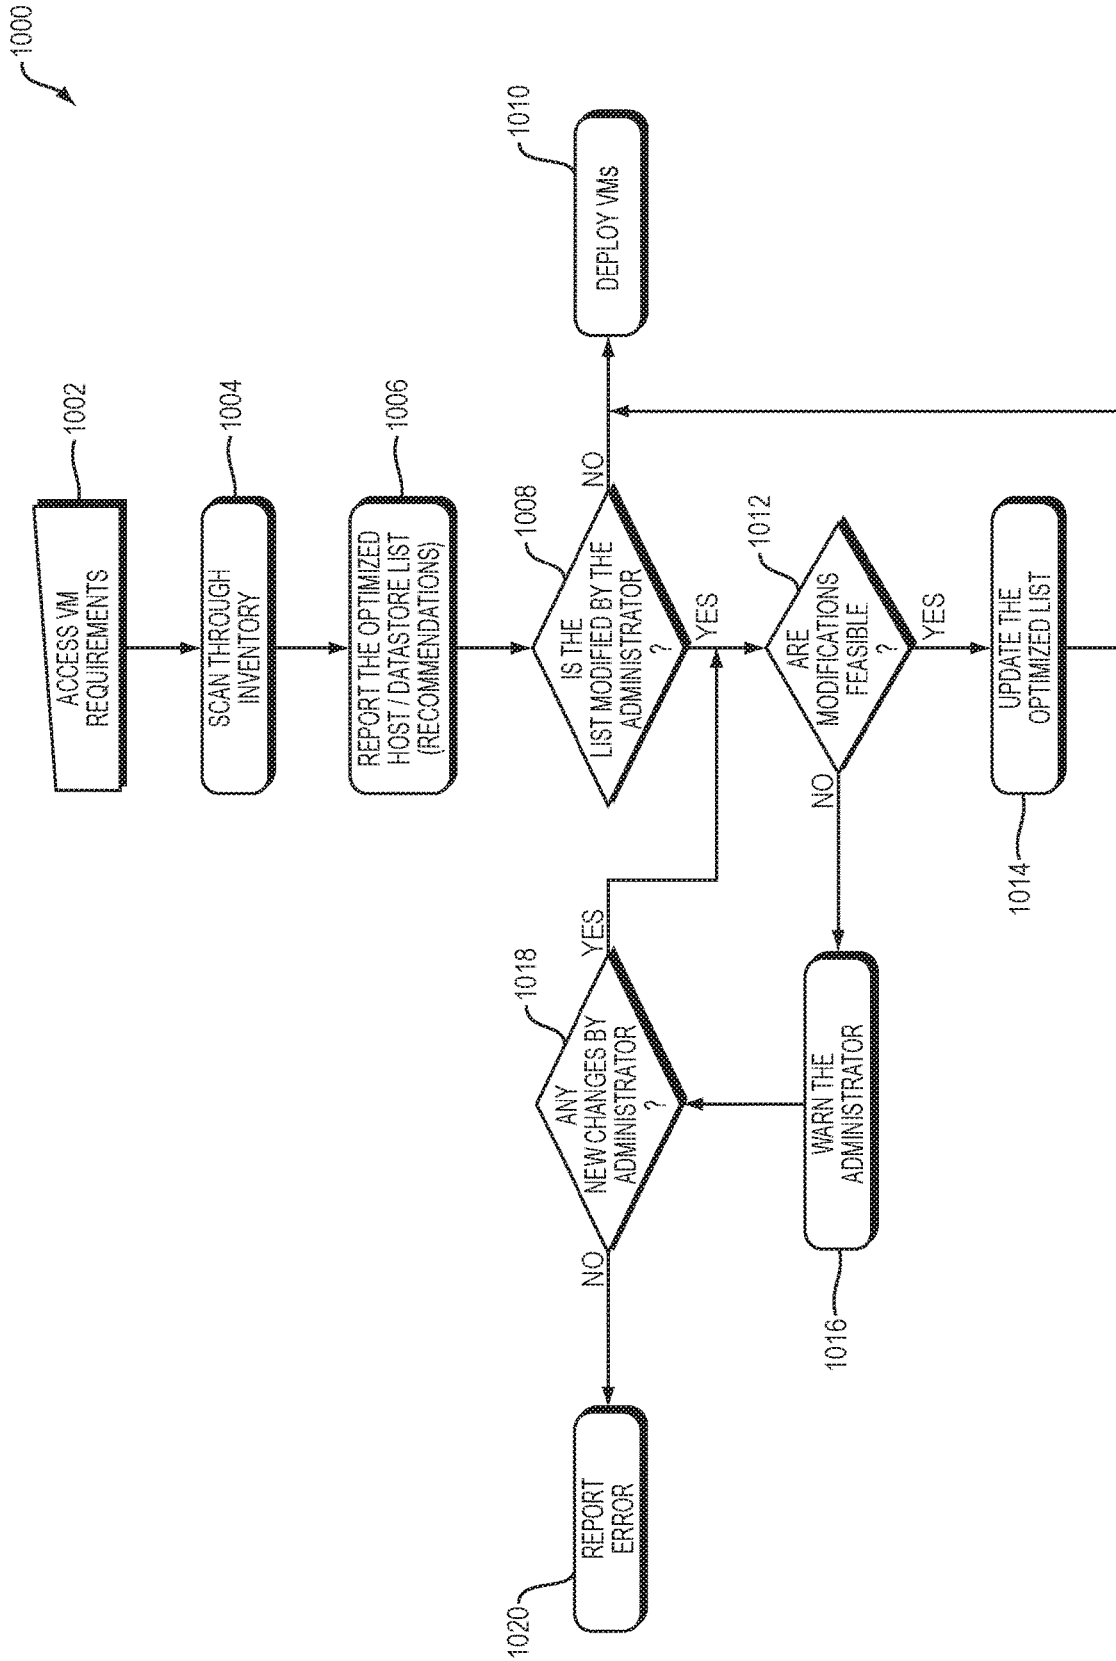 1000
ACCESS VM
REQUIREMENTS
1002
SCAN THROUGH
INVENTORY
1004
REPORT THE OPTIMIZED
HOST / DATASTORE LIST
(RECOMMENDATIONS)
1006
IS THE
LIST MODIFIED BY THE
ADMINISTRATOR
?
1008
NO
DEPLOY VMs
1010
YES
ARE
MODIFICATIONS
FEASIBLE
?
1012
YES
UPDATE THE
OPTIMIZED LIST
1014
NO
WARN THE
ADMINISTRATOR
1016
ANY
NEW CHANGES BY
ADMINISTRATOR
?
1018
YES
NO
REPORT
ERROR
1020